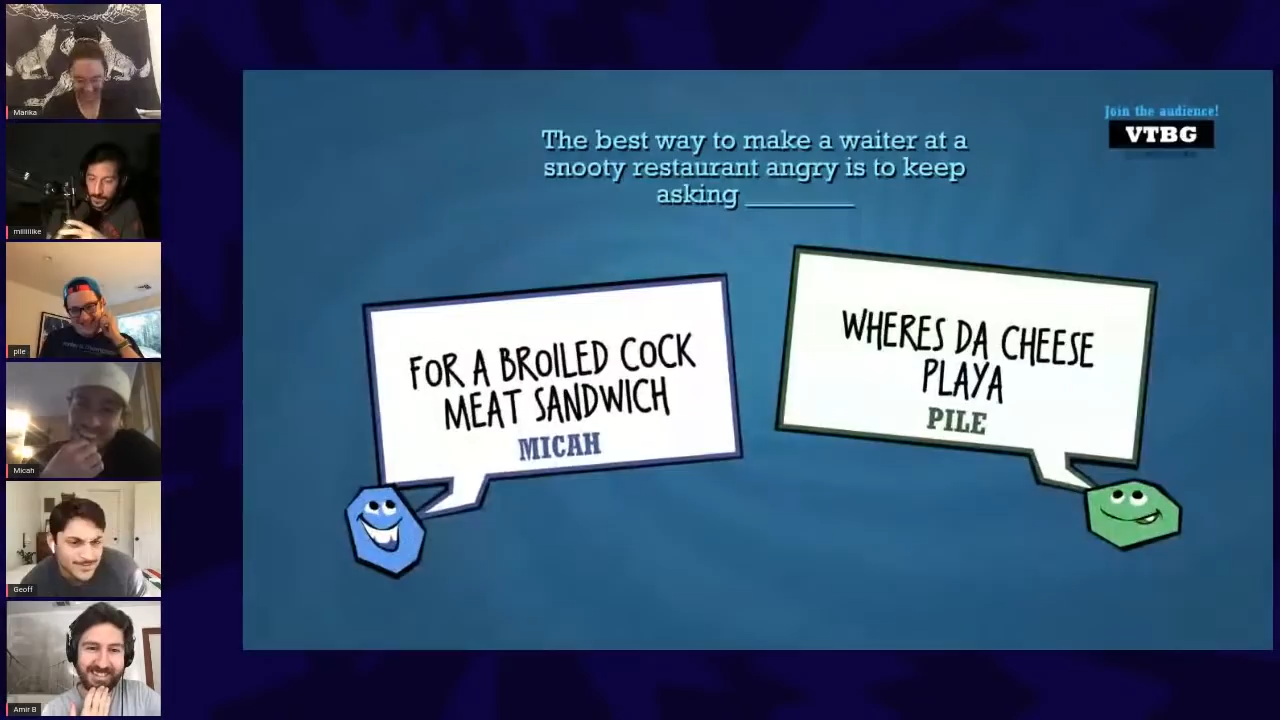 Marika
millllike
pile
Micah
Geoff
Amir B
Join the audience!
VTBG
The best way to make a waiter at a
snooty restaurant angry is to keep
asking ________
FOR A BROILED COCK
MEAT SANDWICH
MICAH
WHERES DA CHEESE
PLAYA
PILE